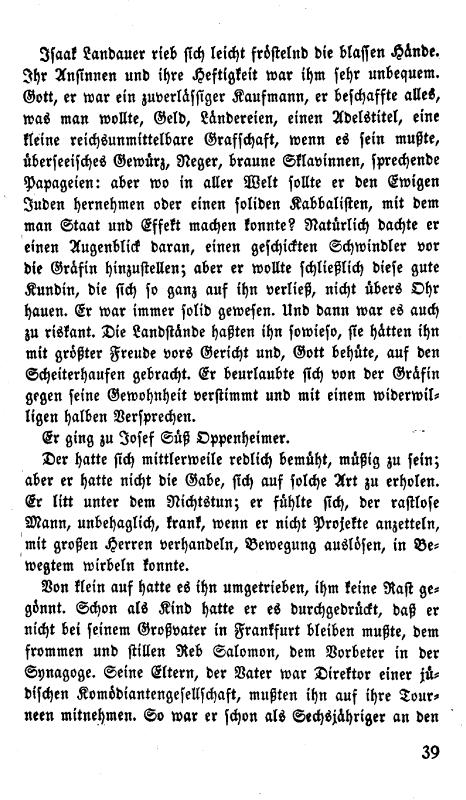 Isaak Landauer rieb sich leicht fröstelnd die blassen Hände.
Ihr Ansinnen und ihre Heftigkeit war ihm sehr unbequem.
Gott, er war ein zuverlässiger Kaufmann, er beschaffte alles,
was man wollte, Geld, Ländereien, einen Adelstitel, eine
kleine reichsunmittelbare Grafschaft, wenn es sein mußte,
überseeisches Gewürz, Neger, braune Sklavinnen, sprechende
Papageien: aber wo in aller Welt sollte er den Ewigen
Juden hernehmen oder einen soliden Kabbalisten, mit dem
man Staat und Effekt machen konnte? Natürlich dachte er
einen Augenblick daran, einen geschickten Schwindler vor
die Gräfin hinzustellen; aber er wollte schließlich diese gute
Kundin, die sich so ganz auf ihn verließ, nicht übers Ohr
hauen. Er war immer solid gewesen. Und dann war es auch
zu riskant. Die Landstände haßten ihn sowieso, sie hätten ihn
mit größter Freude vors Gericht und, Gott behüte, auf den
Scheiterhaufen gebracht. Er beurlaubte sich von der Gräfin
gegen seine Gewohnheit verstimmt und mit einem widerwil-
ligen halben Versprechen.
Er ging zu Josef Süß Oppenheimer.
Der hatte sich mittlerweile redlich bemüht, müßig zu sein;
aber er hatte nicht die Gabe, sich auf solche Art zu erholen.
Er litt unter dem Nichtstun; er fühlte sich, der rastlose
Mann, unbehaglich, krank, wenn er nicht Projekte anzetteln,
mit großen Herren verhandeln, Bewegung auslösen, in Be-
wegtem wirbeln konnte.
Von klein auf hatte es ihn umgetrieben, ihm keine Rast ge-
gönnt. Schon als Kind hatte er es durchgedrückt, daß er
nicht bei seinem Großvater in Frankfurt bleiben mußte, dem
frommen und stillen Reb Salomon, dem Vorbeter in der
Synagoge. Seine Eltern, der Vater war Direktor einer jü-
dischen Komödiantengesellschaft, mußten ihn auf ihre Tour-
neen mitnehmen. So war er schon als Sechsjähriger an den
39